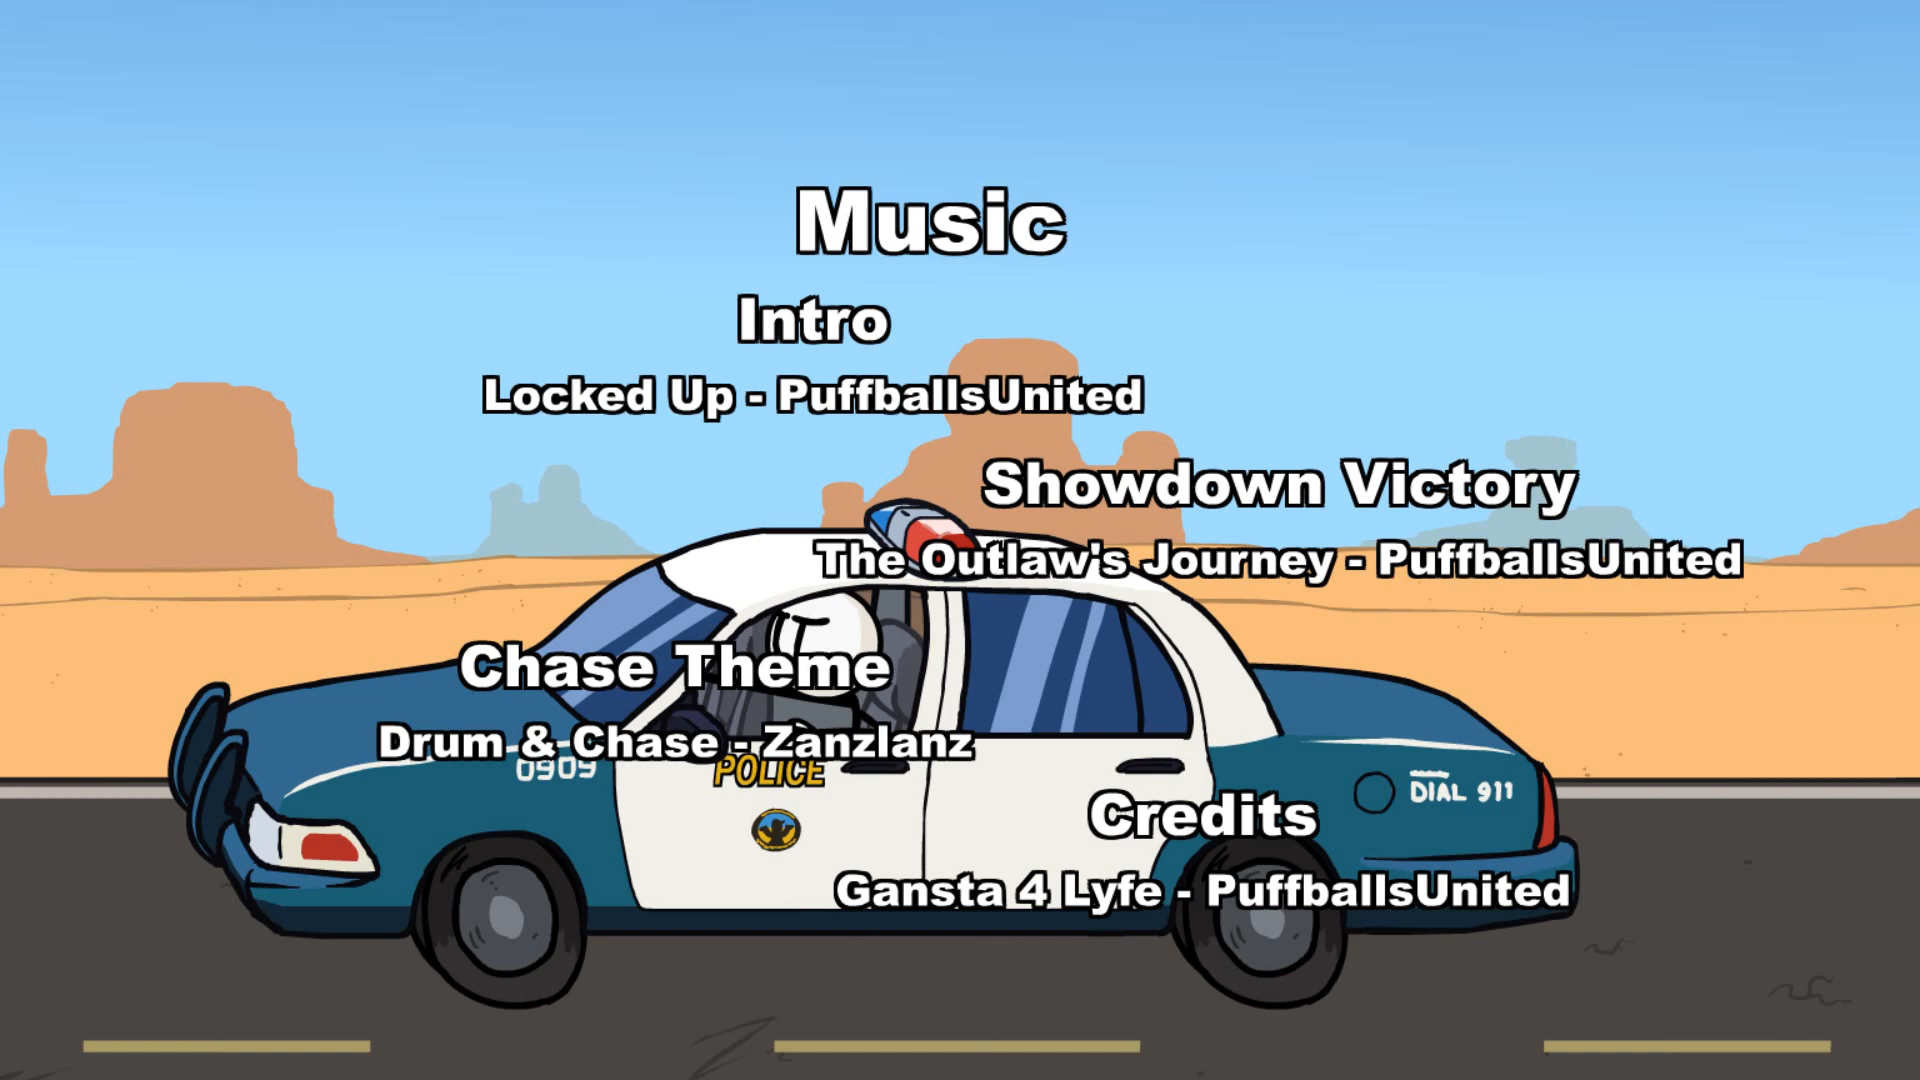 Music
Intro
Locked Up - PuffballsUnited
Showdown Victory
The Outlaw's Journey - PuffballsUnited
Chase Theme
Drum & Chase - Zanzlanz
0909
POLICE
DIAL 911
Credits
Gansta 4 Lyfe - PuffballsUnited